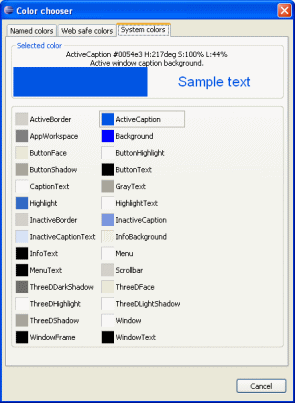 Color chooser
Named colors Web safe colors System colors
Selected color
ActiveCaption #0054e3 H:217deg S:100% L:44%
Active window caption background.
Sample text
ActiveBorder ActiveCaption
AppWorkspace Background
ButtonFace ButtonHighlight
ButtonShadow ButtonText
CaptionText GrayText
Highlight HighlightText
InactiveBorder InactiveCaption
InactiveCaptionText InfoBackground
InfoText Menu
MenuText Scrollbar
ThreeDDarkShadow ThreeDFace
ThreeDHighlight ThreeDLightShadow
ThreeDShadow Window
WindowFrame WindowText
Cancel